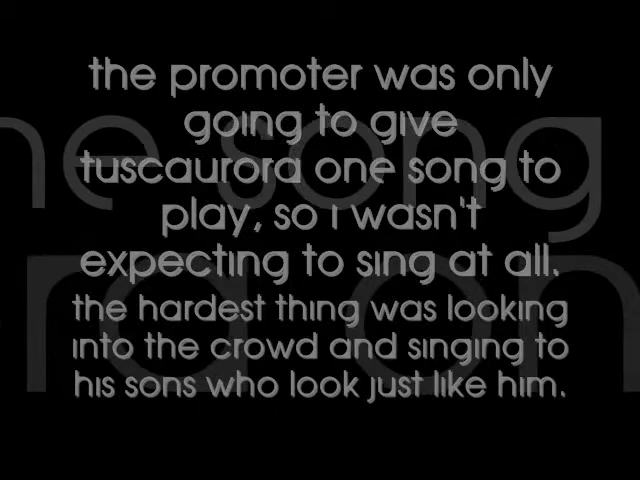 the promoter was only
going to give
tuscaurora one song to
play, so i wasn't
expecting to sing at all.
the hardest thing was looking
into the crowd and singing to
his sons who look just like him.